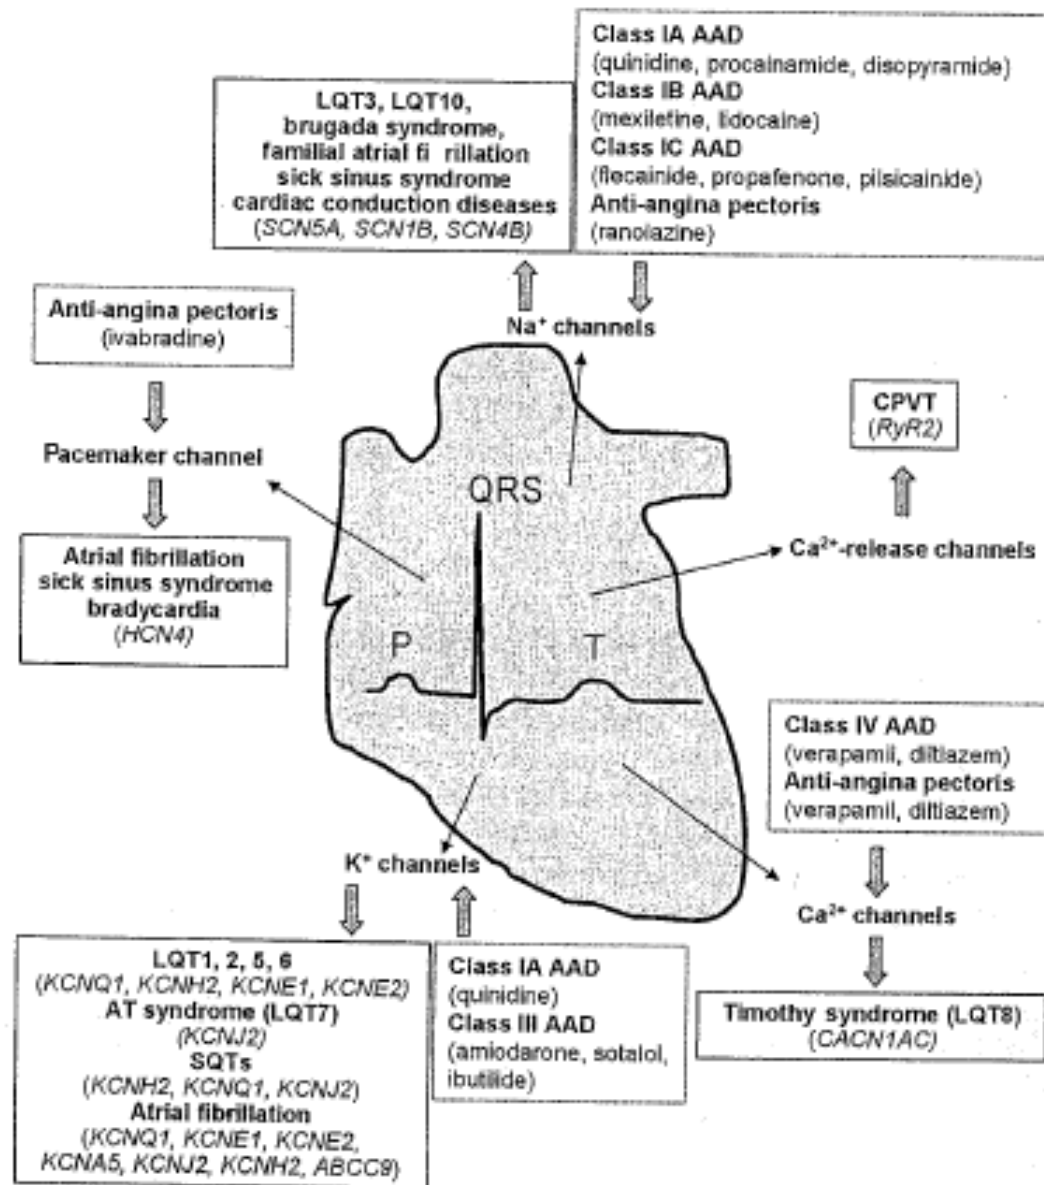 Class IA AAD
(quinidine, procainamide, disopyramide)
Class IB AAD
(mexiletine, lidocaine)
Class IC AAD
(flecainide, propafenone, pilsicainide)
Anti-angina pectoris
(ranolazine)
LQT3, LQT10,
brugada syndrome,
familial atrial fi rillation
sick sinus syndrome
cardiac conduction diseases
(SCN5A, SCN1B, SCN4B)
Na⁺ channels
Anti-angina pectoris
(ivabradine)
Pacemaker channel
Atrial fibrillation
sick sinus syndrome
bradycardia
(HCN4)
CPVT
(RyR2)
Ca²⁺-release channels
QRS
P
T
Class IV AAD
(verapamil, diltiazem)
Anti-angina pectoris
(verapamil, diltiazem)
Ca²⁺ channels
Timothy syndrome (LQT8)
(CACN1AC)
K⁺ channels
LQT1, 2, 5, 6
(KCNQ1, KCNH2, KCNE1, KCNE2)
AT syndrome (LQT7)
(KCNJ2)
SQTs
(KCNH2, KCNQ1, KCNJ2)
Atrial fibrillation
(KCNQ1, KCNE1, KCNE2,
KCNA5, KCNJ2, KCNH2, ABCC9)
Class IA AAD
(quinidine)
Class III AAD
(amiodarone, sotalol,
ibutilide)